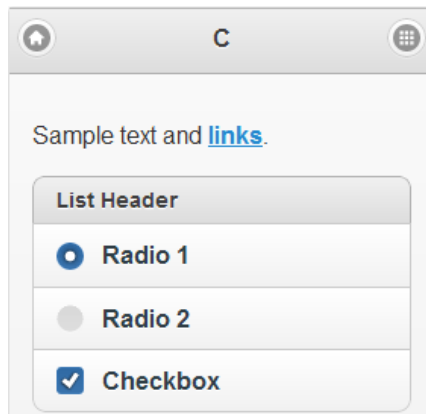 C
Sample text and links.
List Header
Radio 1
Radio 2
Checkbox